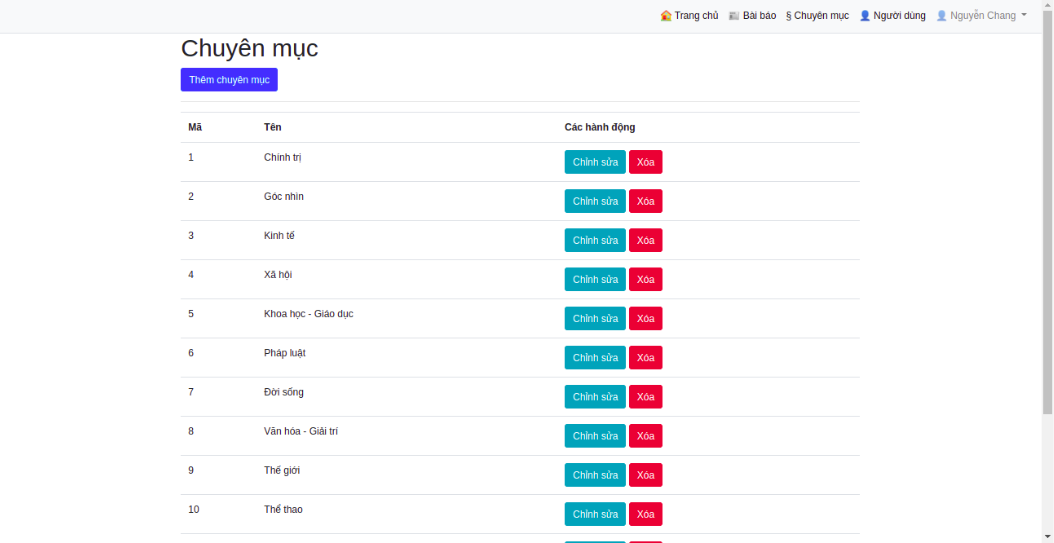 Trang chủ Bài báo § Chuyên mục Người dùng Nguyễn Chang
Chuyên mục
Thêm chuyên mục
Mã Tên Các hành động
1 Chính trị Chỉnh sửa Xóa
2 Góc nhìn Chỉnh sửa Xóa
3 Kinh tế Chỉnh sửa Xóa
4 Xã hội Chỉnh sửa Xóa
5 Khoa học - Giáo dục Chỉnh sửa Xóa
6 Pháp luật Chỉnh sửa Xóa
7 Đời sống Chỉnh sửa Xóa
8 Văn hóa - Giải trí Chỉnh sửa Xóa
9 Thế giới Chỉnh sửa Xóa
10 Thể thao Chỉnh sửa Xóa